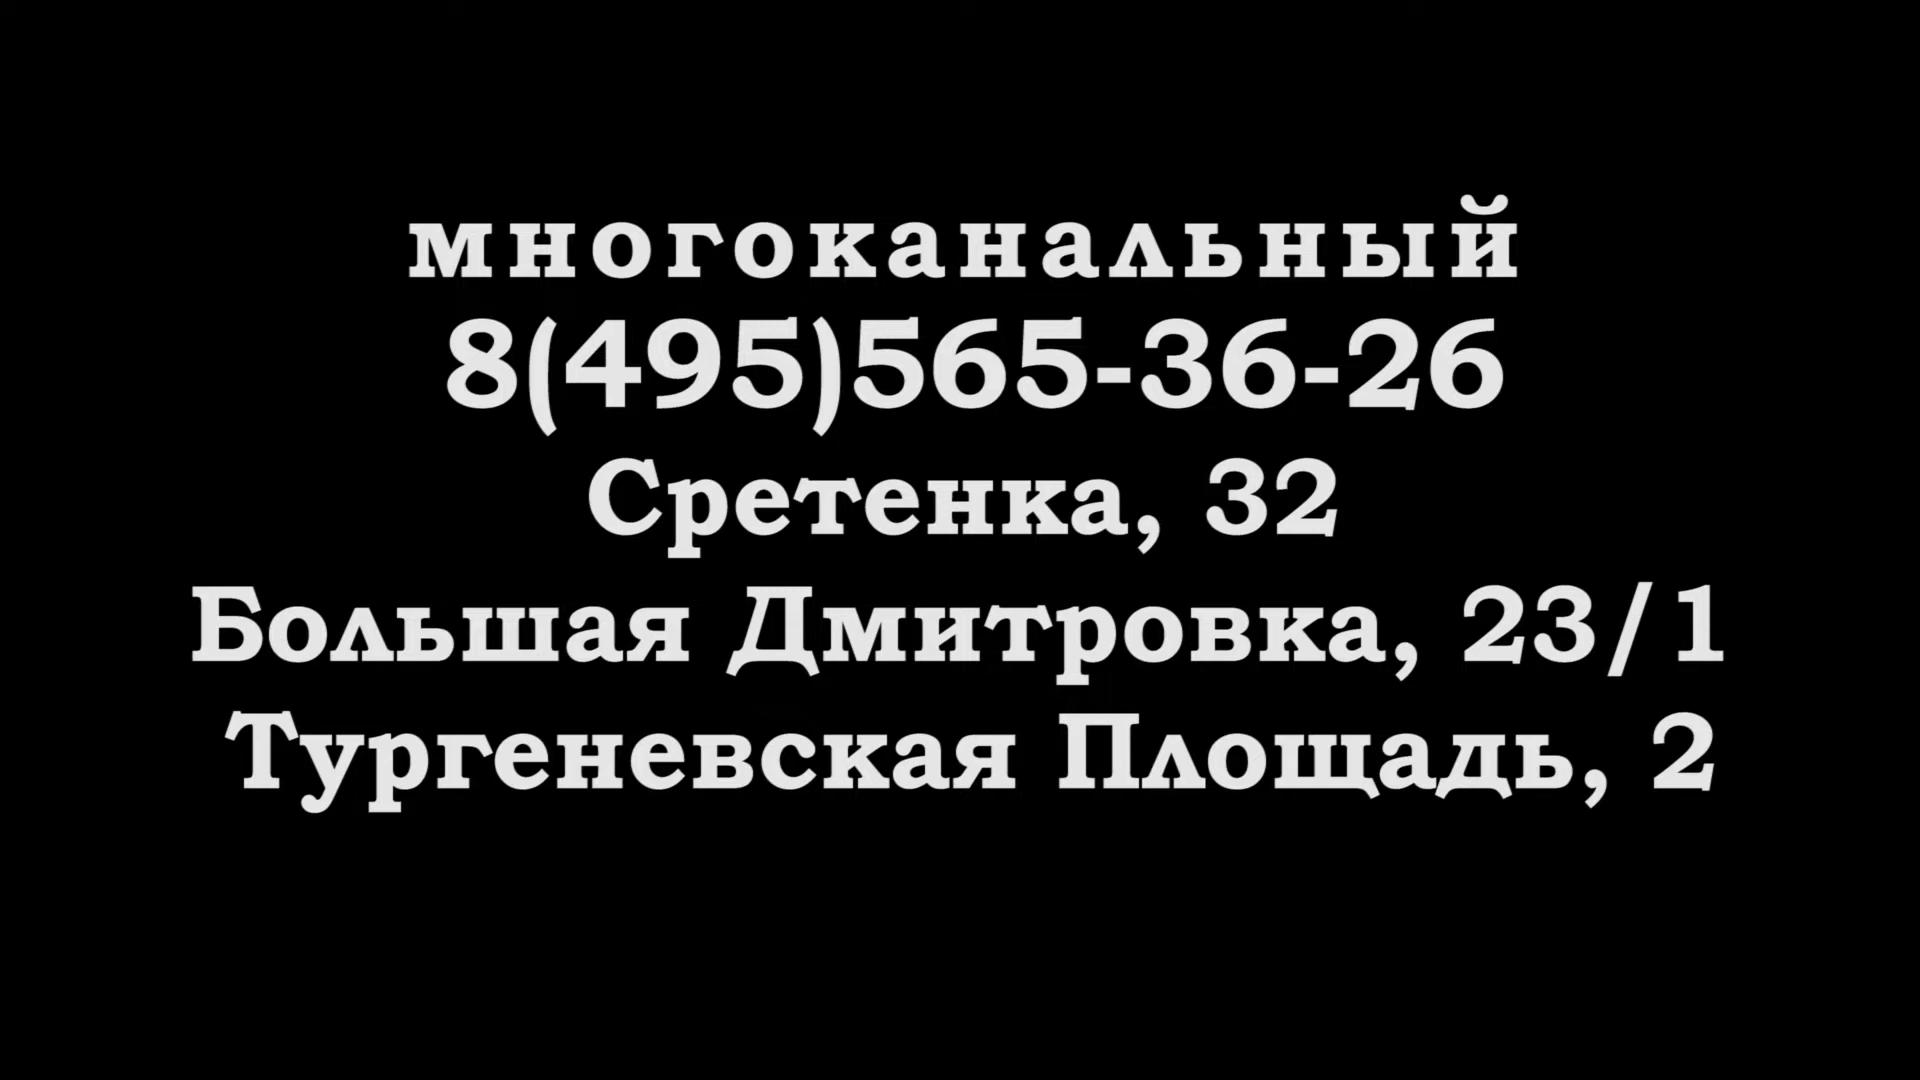 многоканальный
8(495)565-36-26
Сретенка, 32
Большая Дмитровка, 23/1
Тургеневская Площадь, 2